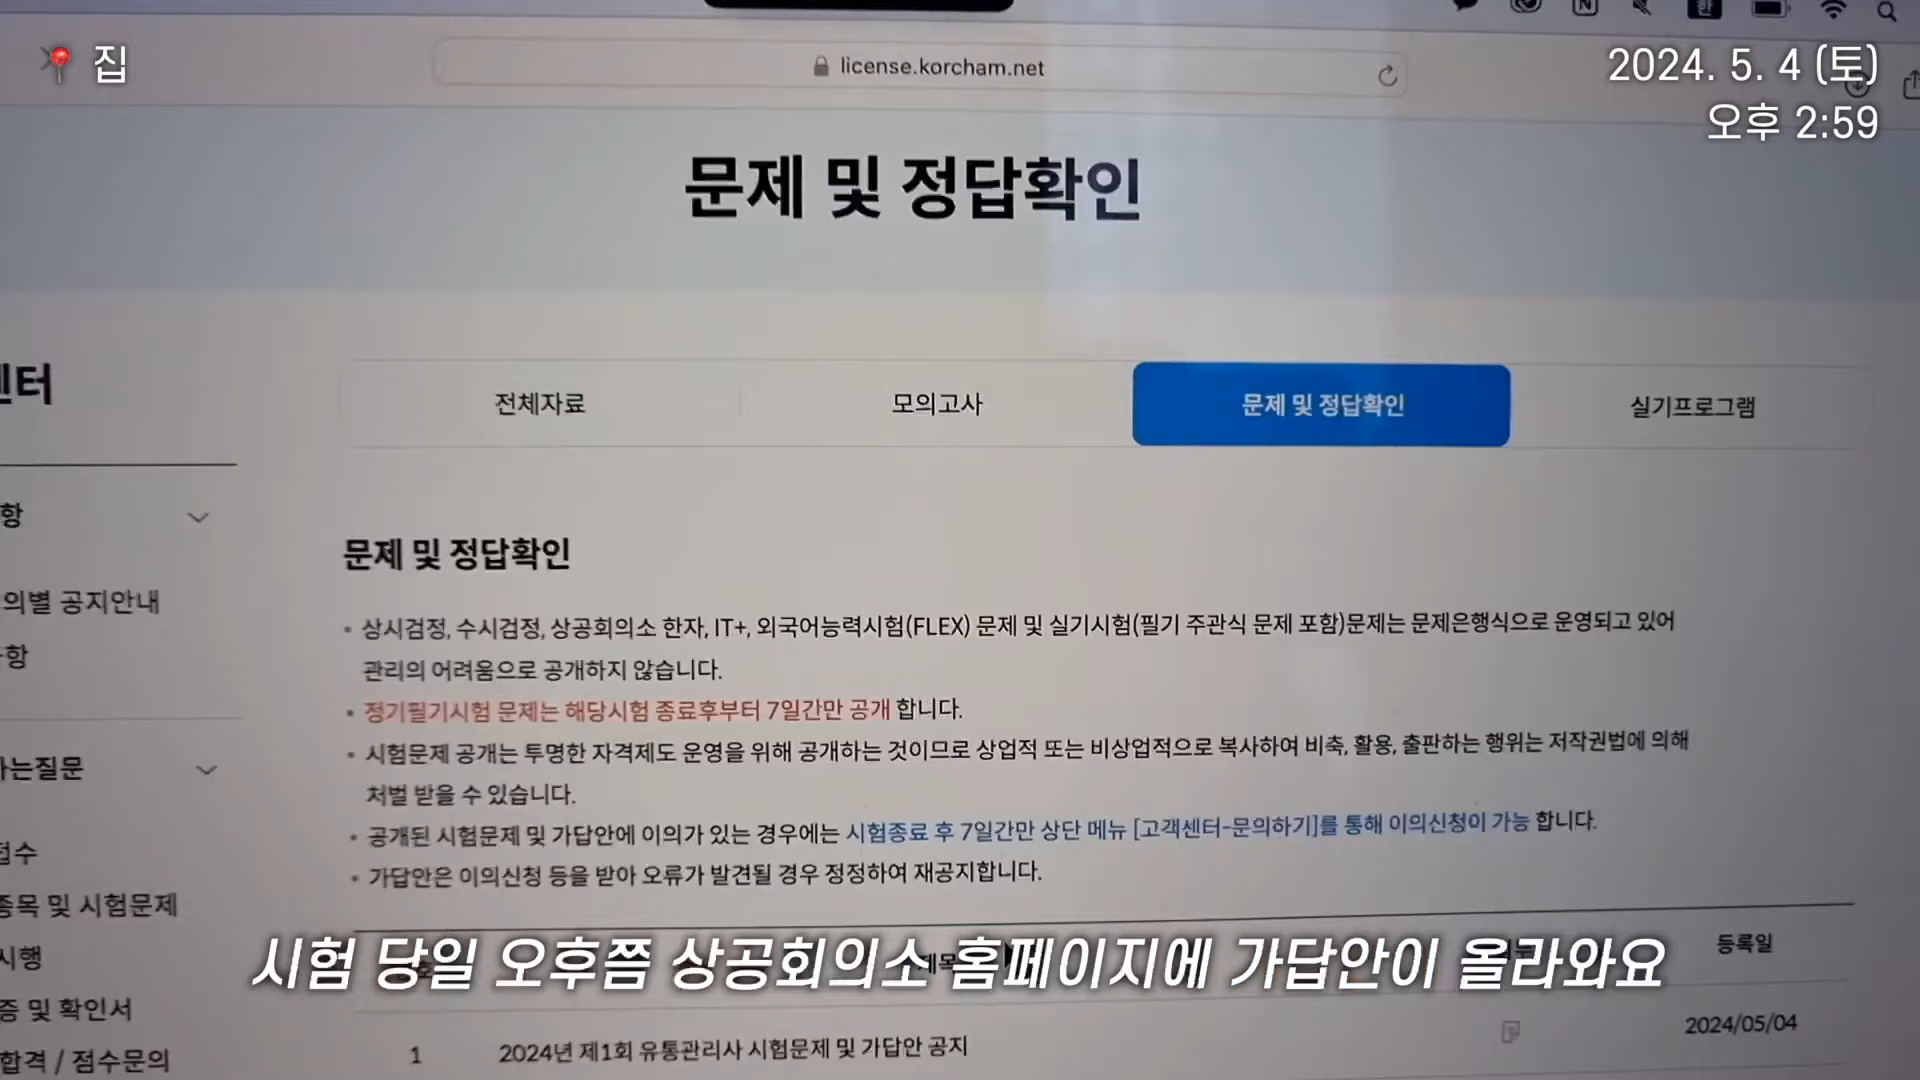 집
2024. 5. 4 (토)
오후 2:59
license.korcham.net
문제 및 정답확인
전체자료
모의고사
문제 및 정답확인
실기프로그램
문제 및 정답확인
상시검정, 수시검정, 상공회의소 한자, IT+, 외국어능력시험(FLEX) 문제 및 실기시험(필기 주관식 문제 포함)문제는 문제은행식으로 운영되고 있어
관리의 어려움으로 공개하지 않습니다.
정기필기시험 문제는 해당시험 종료후부터 7일간만 공개 합니다.
시험문제 공개는 투명한 자격제도 운영을 위해 공개하는 것이므로 상업적 또는 비상업적으로 복사하여 비축, 활용, 출판하는 행위는 저작권법에 의해
처벌 받을 수 있습니다.
공개된 시험문제 및 가답안에 이의가 있는 경우에는 시험종료 후 7일간만 상단 메뉴 [고객센터-문의하기]를 통해 이의신청이 가능 합니다.
가답안은 이의신청 등을 받아 오류가 발견될 경우 정정하여 재공지합니다.
등록일
1 2024년 제1회 유통관리사 시험문제 및 가답안 공지 2024/05/04
시험 당일 오후쯤 상공회의소 홈페이지에 가답안이 올라와요
센터
항
의별 공지안내
항
하는질문
접수
종목 및 시험문제
시행
증 및 확인서
합격 / 점수문의